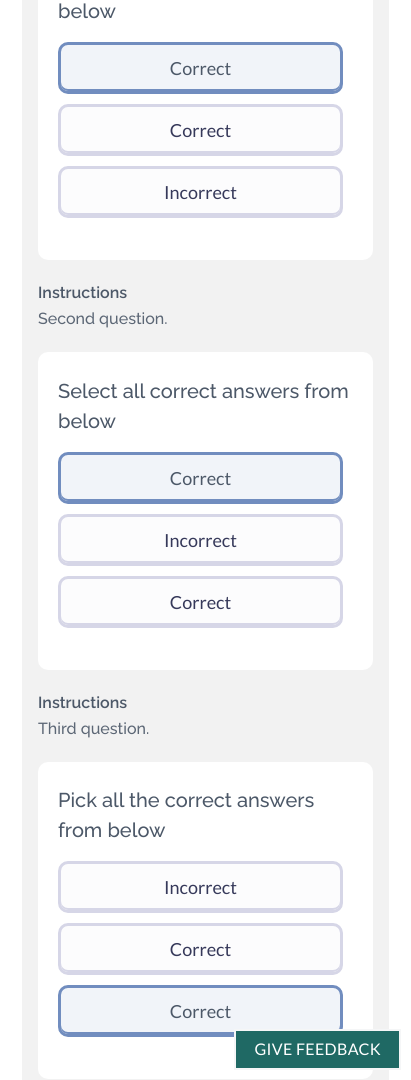 below
Correct
Correct
Incorrect
Instructions
Second question.
Select all correct answers from
below
Correct
Incorrect
Correct
Instructions
Third question.
Pick all the correct answers
from below
Incorrect
Correct
Correct
GIVE FEEDBACK